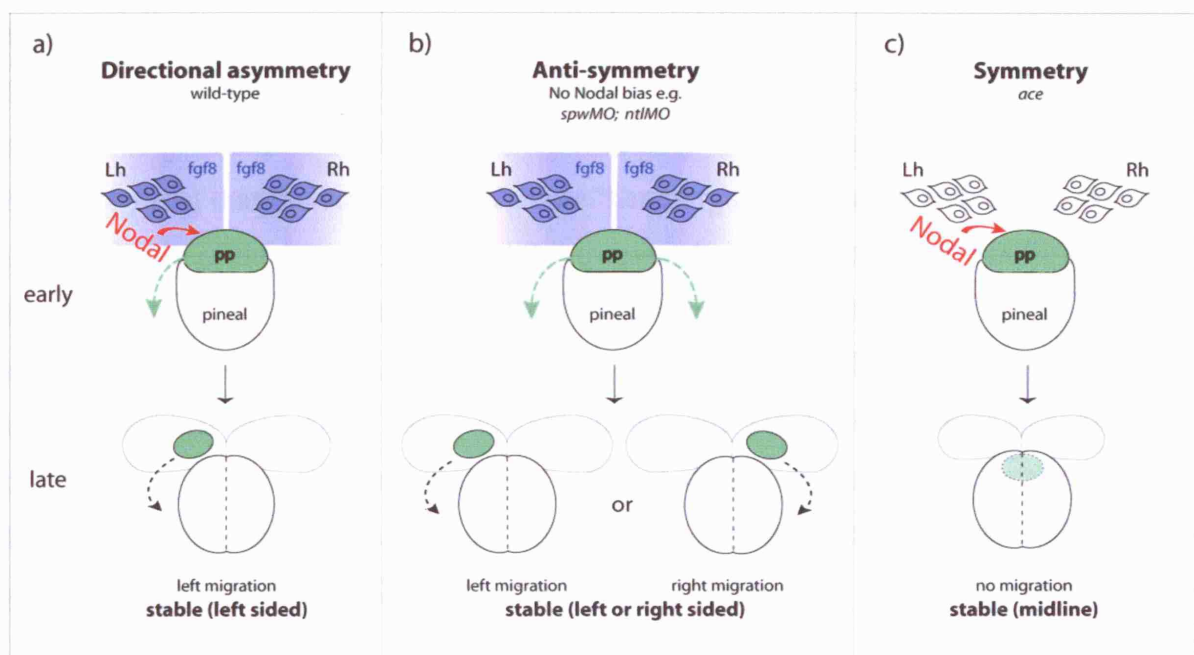 a)
Directional asymmetry
wild-type
Lh
fgf8
fgf8
Rh
Nodal
pp
pineal
early
late
left migration
stable (left sided)
b)
Anti-symmetry
No Nodal bias e.g.
spwMO; ntlMO
Lh
fgf8
fgf8
Rh
pp
pineal
or
left migration
right migration
stable (left or right sided)
c)
Symmetry
ace
Lh
Rh
Nodal
pp
pineal
no migration
stable (midline)